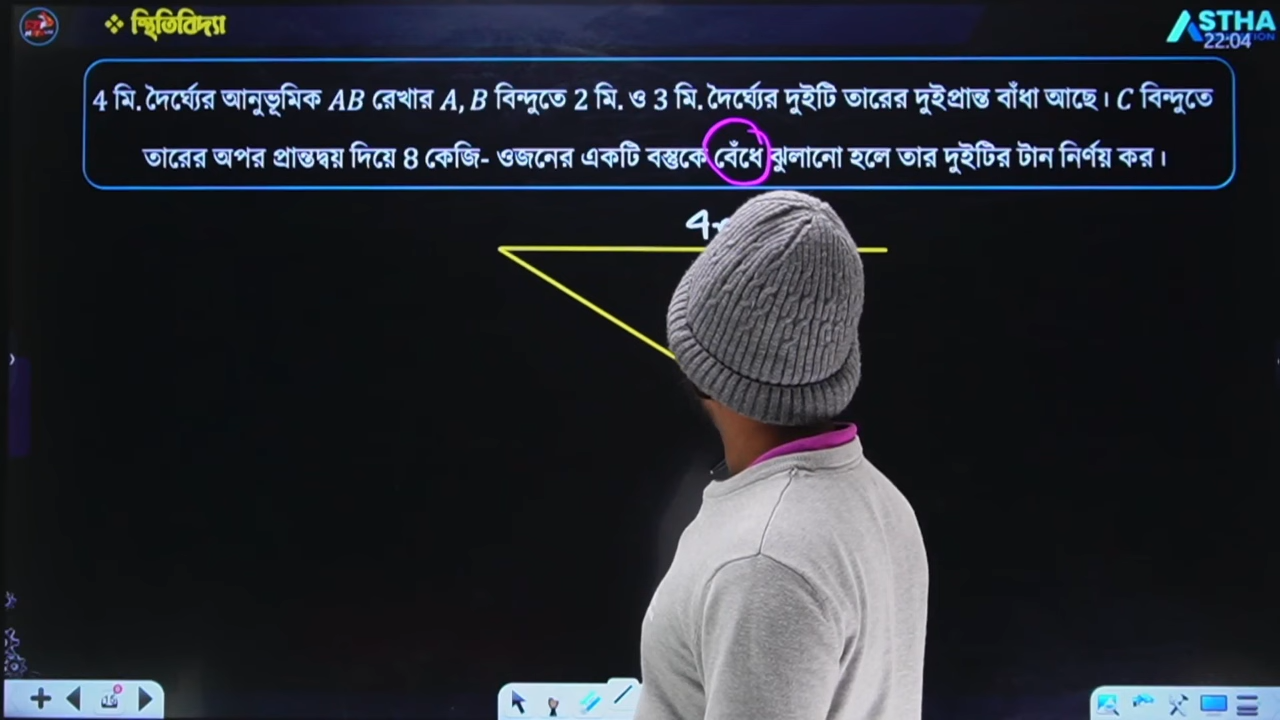 ❖ স্থিতিবিদ্যা
ASTHA
22:04
4 মি. দৈর্ঘ্যের আনুভূমিক AB রেখার A, B বিন্দুতে 2 মি. ও 3 মি. দৈর্ঘ্যের দুইটি তারের দুইপ্রান্ত বাঁধা আছে। C বিন্দুতে
তারের অপর প্রান্তদ্বয় দিয়ে 8 কেজি- ওজনের একটি বস্তুকে বেঁধে ঝুলানো হলে তার দুইটির টান নির্ণয় কর।
4